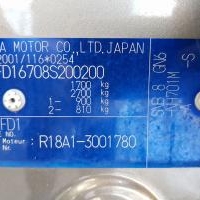 A MOTOR CO.,LTD,JAPAN
2001/116*0254
FD16708S200200
1700 kg
2700 kg
1- 900 kg
2- 810 kg
FD1
Moteur: R18A1-3001780
Nr.